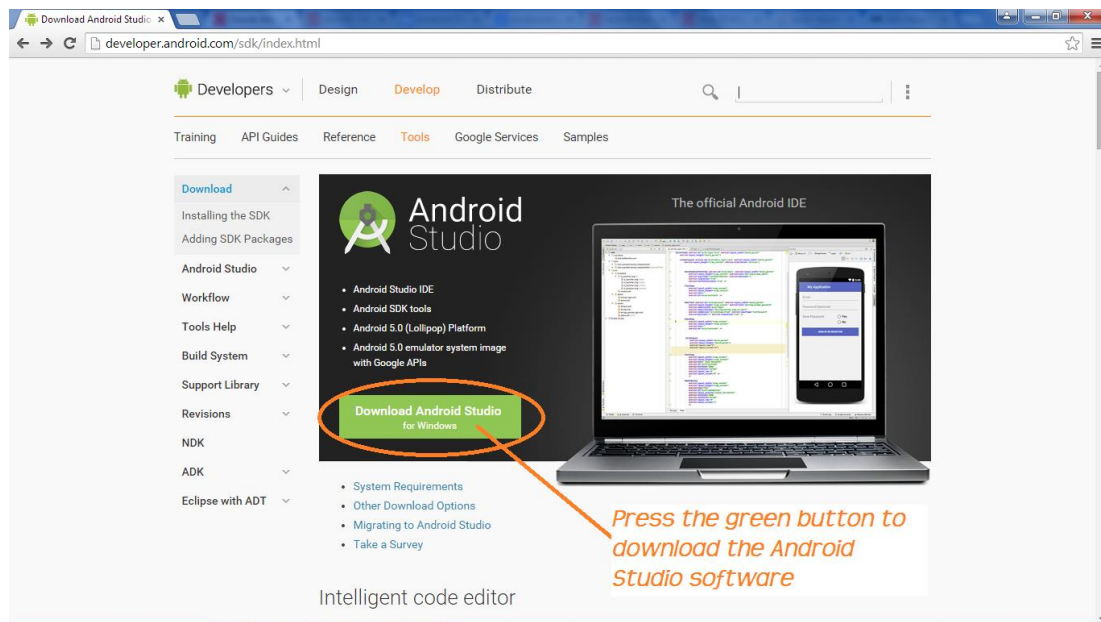 Download Android Studio
developer.android.com/sdk/index.html
Developers
Design Develop Distribute
Training API Guides Reference Tools Google Services Samples
Download
Installing the SDK
Adding SDK Packages
Android Studio
Workflow
Tools Help
Build System
Support Library
Revisions
NDK
ADK
Eclipse with ADT
Android
Studio
• Android Studio IDE
• Android SDK tools
• Android 5.0 (Lollipop) Platform
• Android 5.0 emulator system image
with Google APIs
Download Android Studio
for Windows
The official Android IDE
My Application
• System Requirements
• Other Download Options
• Migrating to Android Studio
• Take a Survey
Press the green button to
download the Android
Studio software
Intelligent code editor